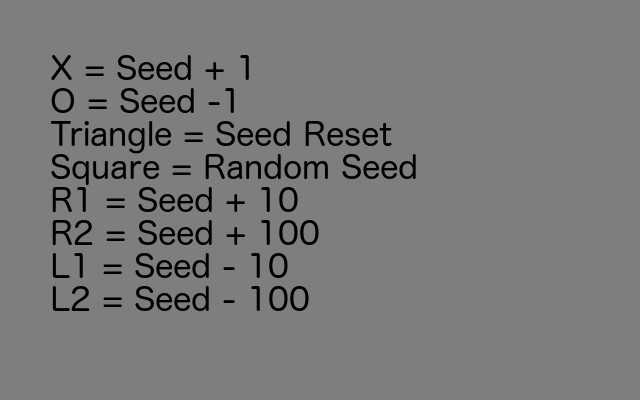 X = Seed + 1
O = Seed -1
Triangle = Seed Reset
Square = Random Seed
R1 = Seed + 10
R2 = Seed + 100
L1 = Seed - 10
L2 = Seed - 100